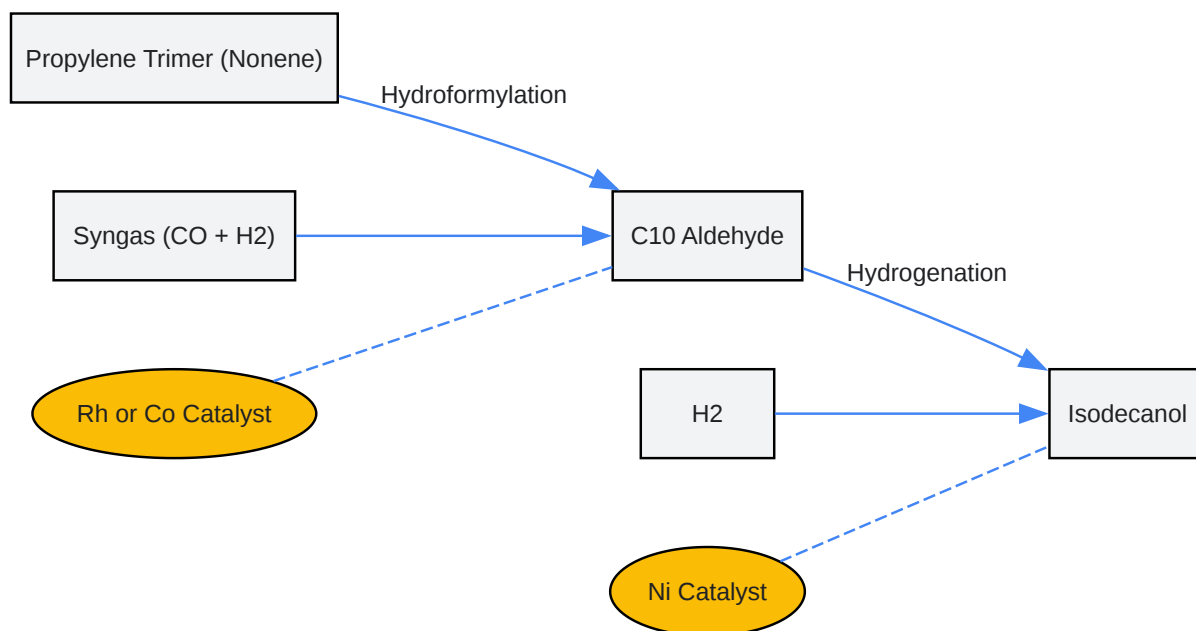 Propylene Trimer (Nonene)
Hydroformylation
Syngas (CO + H2)
C10 Aldehyde
Hydrogenation
Rh or Co Catalyst
H2
Isodecanol
Ni Catalyst